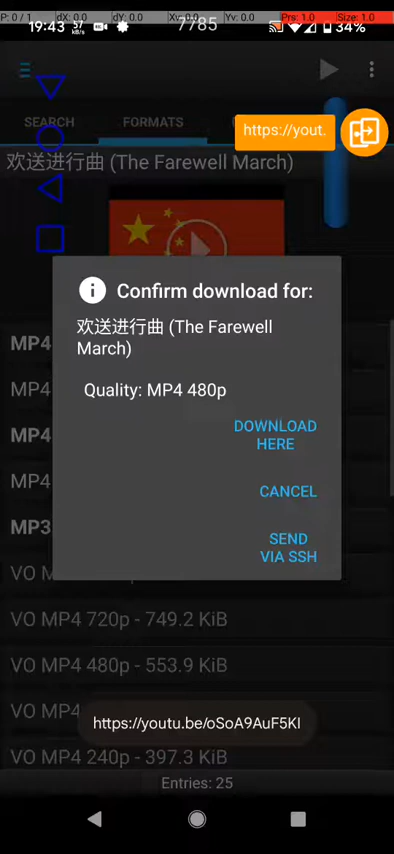 P: 0 / 1 dX: 0.0 dY: 0.0 Xv: 0.0 Yv: 0.0 Prs: 1.0 Size: 1.0
19:43 57 kB/s 7785 34%
SEARCH FORMATS
https://yout.
欢送进行曲 (The Farewell March)
Confirm download for:
欢送进行曲 (The Farewell
March)
Quality: MP4 480p
DOWNLOAD
HERE
CANCEL
SEND
VIA SSH
MP4
MP4
MP4
MP4
MP3
VO M
VO MP4 720p - 749.2 KiB
VO MP4 480p - 553.9 KiB
VO MP4
https://youtu.be/oSoA9AuF5KI
VO MP4 240p - 397.3 KiB
Entries: 25